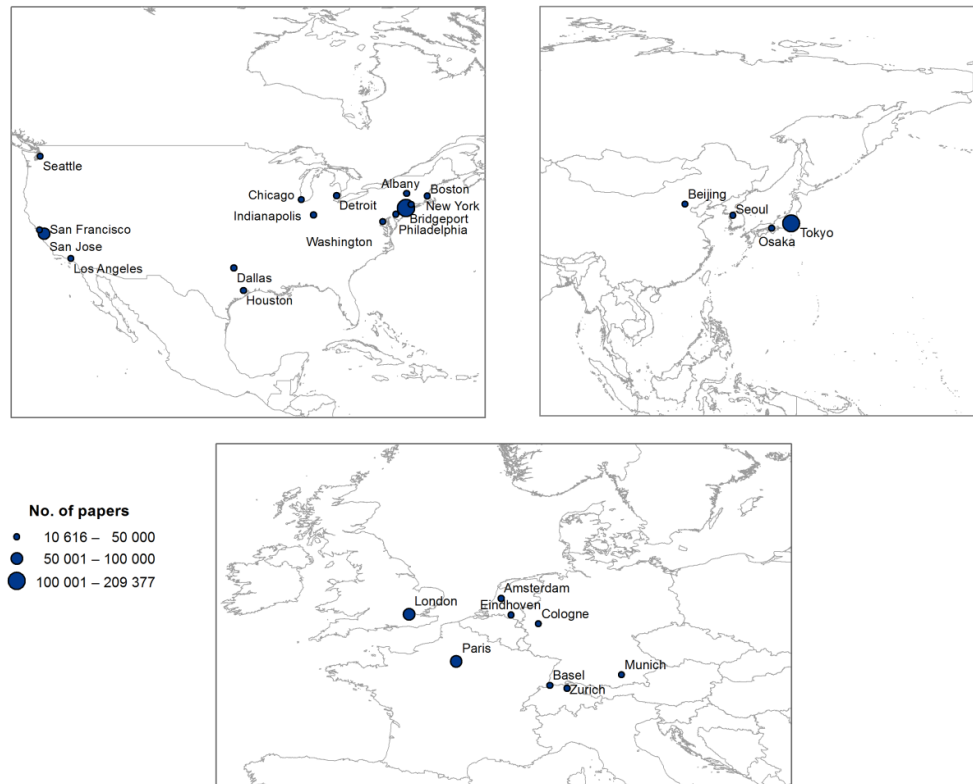 Seattle
Chicago
Albany
Boston
Detroit
New York
Indianapolis
Bridgeport
Philadelphia
Washington
San Francisco
San Jose
Los Angeles
Dallas
Houston
Beijing
Seoul
Osaka
Tokyo
No. of papers
10 616 – 50 000
50 001 – 100 000
100 001 – 209 377
London
Amsterdam
Eindhoven
Cologne
Paris
Basel
Zurich
Munich